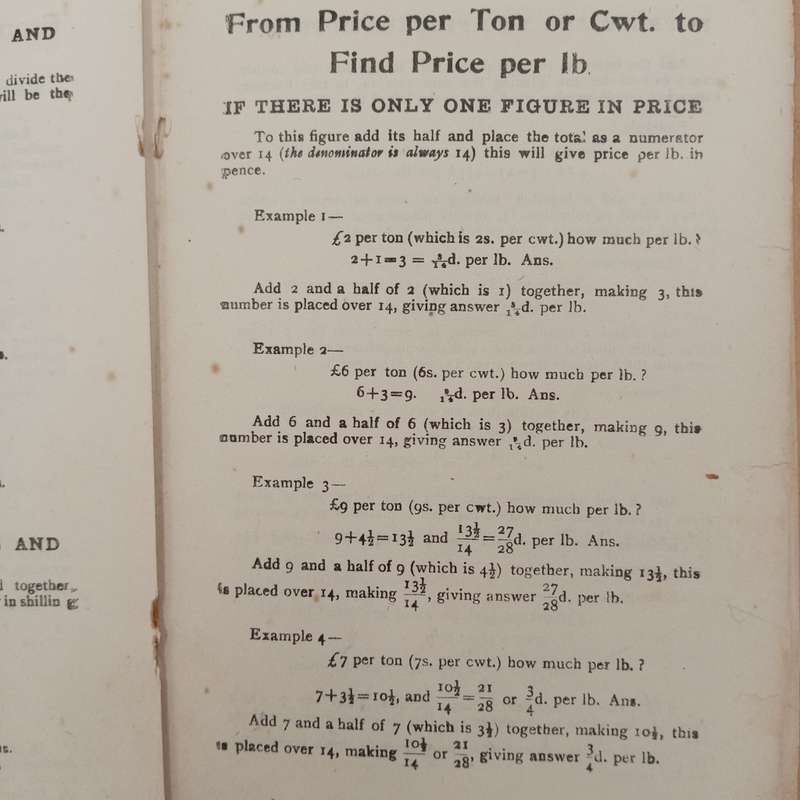 AND
divide the
will be the
AND
together,
in shilling
From Price per Ton or Cwt. to
Find Price per lb.
IF THERE IS ONLY ONE FIGURE IN PRICE
To this figure add its half and place the total as a numerator
over 14 (the denominator is always 14) this will give price per lb. in
pence.
Example 1—
£2 per ton (which is 2s. per cwt.) how much per lb.?
2+1=3 = 3/14d. per lb. Ans.
Add 2 and a half of 2 (which is 1) together, making 3, this
number is placed over 14, giving answer 3/14d. per lb.
Example 2—
£6 per ton (6s. per cwt.) how much per lb.?
6+3=9. 9/14d. per lb. Ans.
Add 6 and a half of 6 (which is 3) together, making 9, this
number is placed over 14, giving answer 9/14d. per lb.
Example 3—
£9 per ton (9s. per cwt.) how much per lb.?
9+4½=13½ and 13½/14=27/28d. per lb. Ans.
Add 9 and a half of 9 (which is 4½) together, making 13½, this
is placed over 14, making 13½/14, giving answer 27/28d. per lb.
Example 4—
£7 per ton (7s. per cwt.) how much per lb.?
7+3½=10½, and 10½/14=21/28 or 3/4d. per lb. Ans.
Add 7 and a half of 7 (which is 3½) together, making 10½, this
is placed over 14, making 10½/14 or 21/28, giving answer 3/4d. per lb.